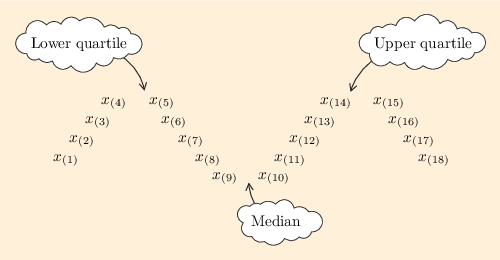 Lower quartile Upper quartile
x(4) x(5) x(14) x(15)
x(3) x(6) x(13) x(16)
x(2) x(7) x(12) x(17)
x(1) x(8) x(11) x(18)
x(9) x(10)
Median